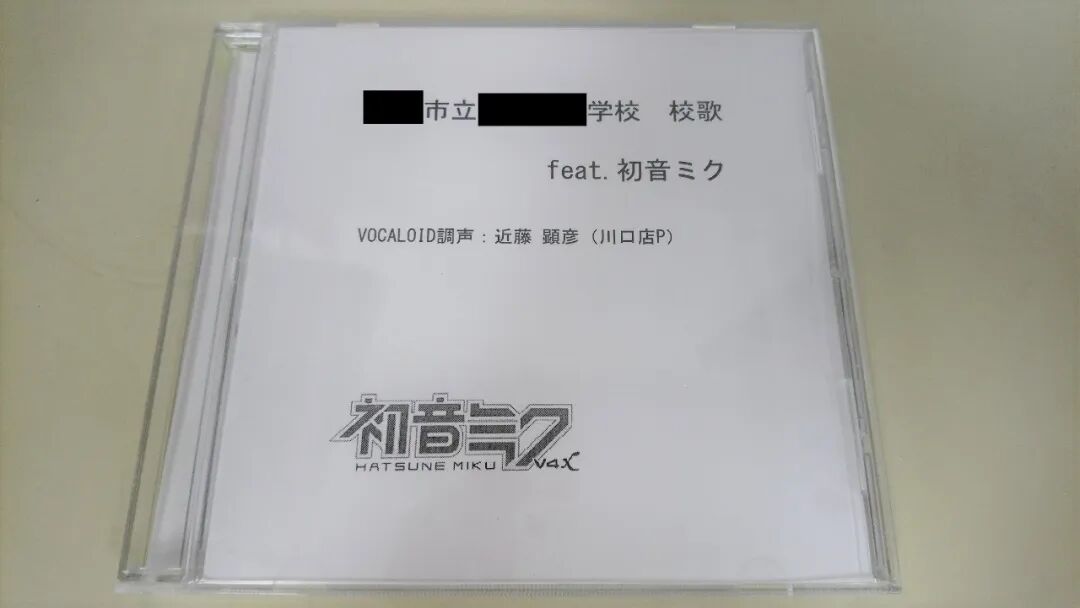 市立学校 校歌
feat.初音ミク
VOCALOID調声：近藤 顕彦（川口店P）
初音ミク
HATSUNE MIKU V4X